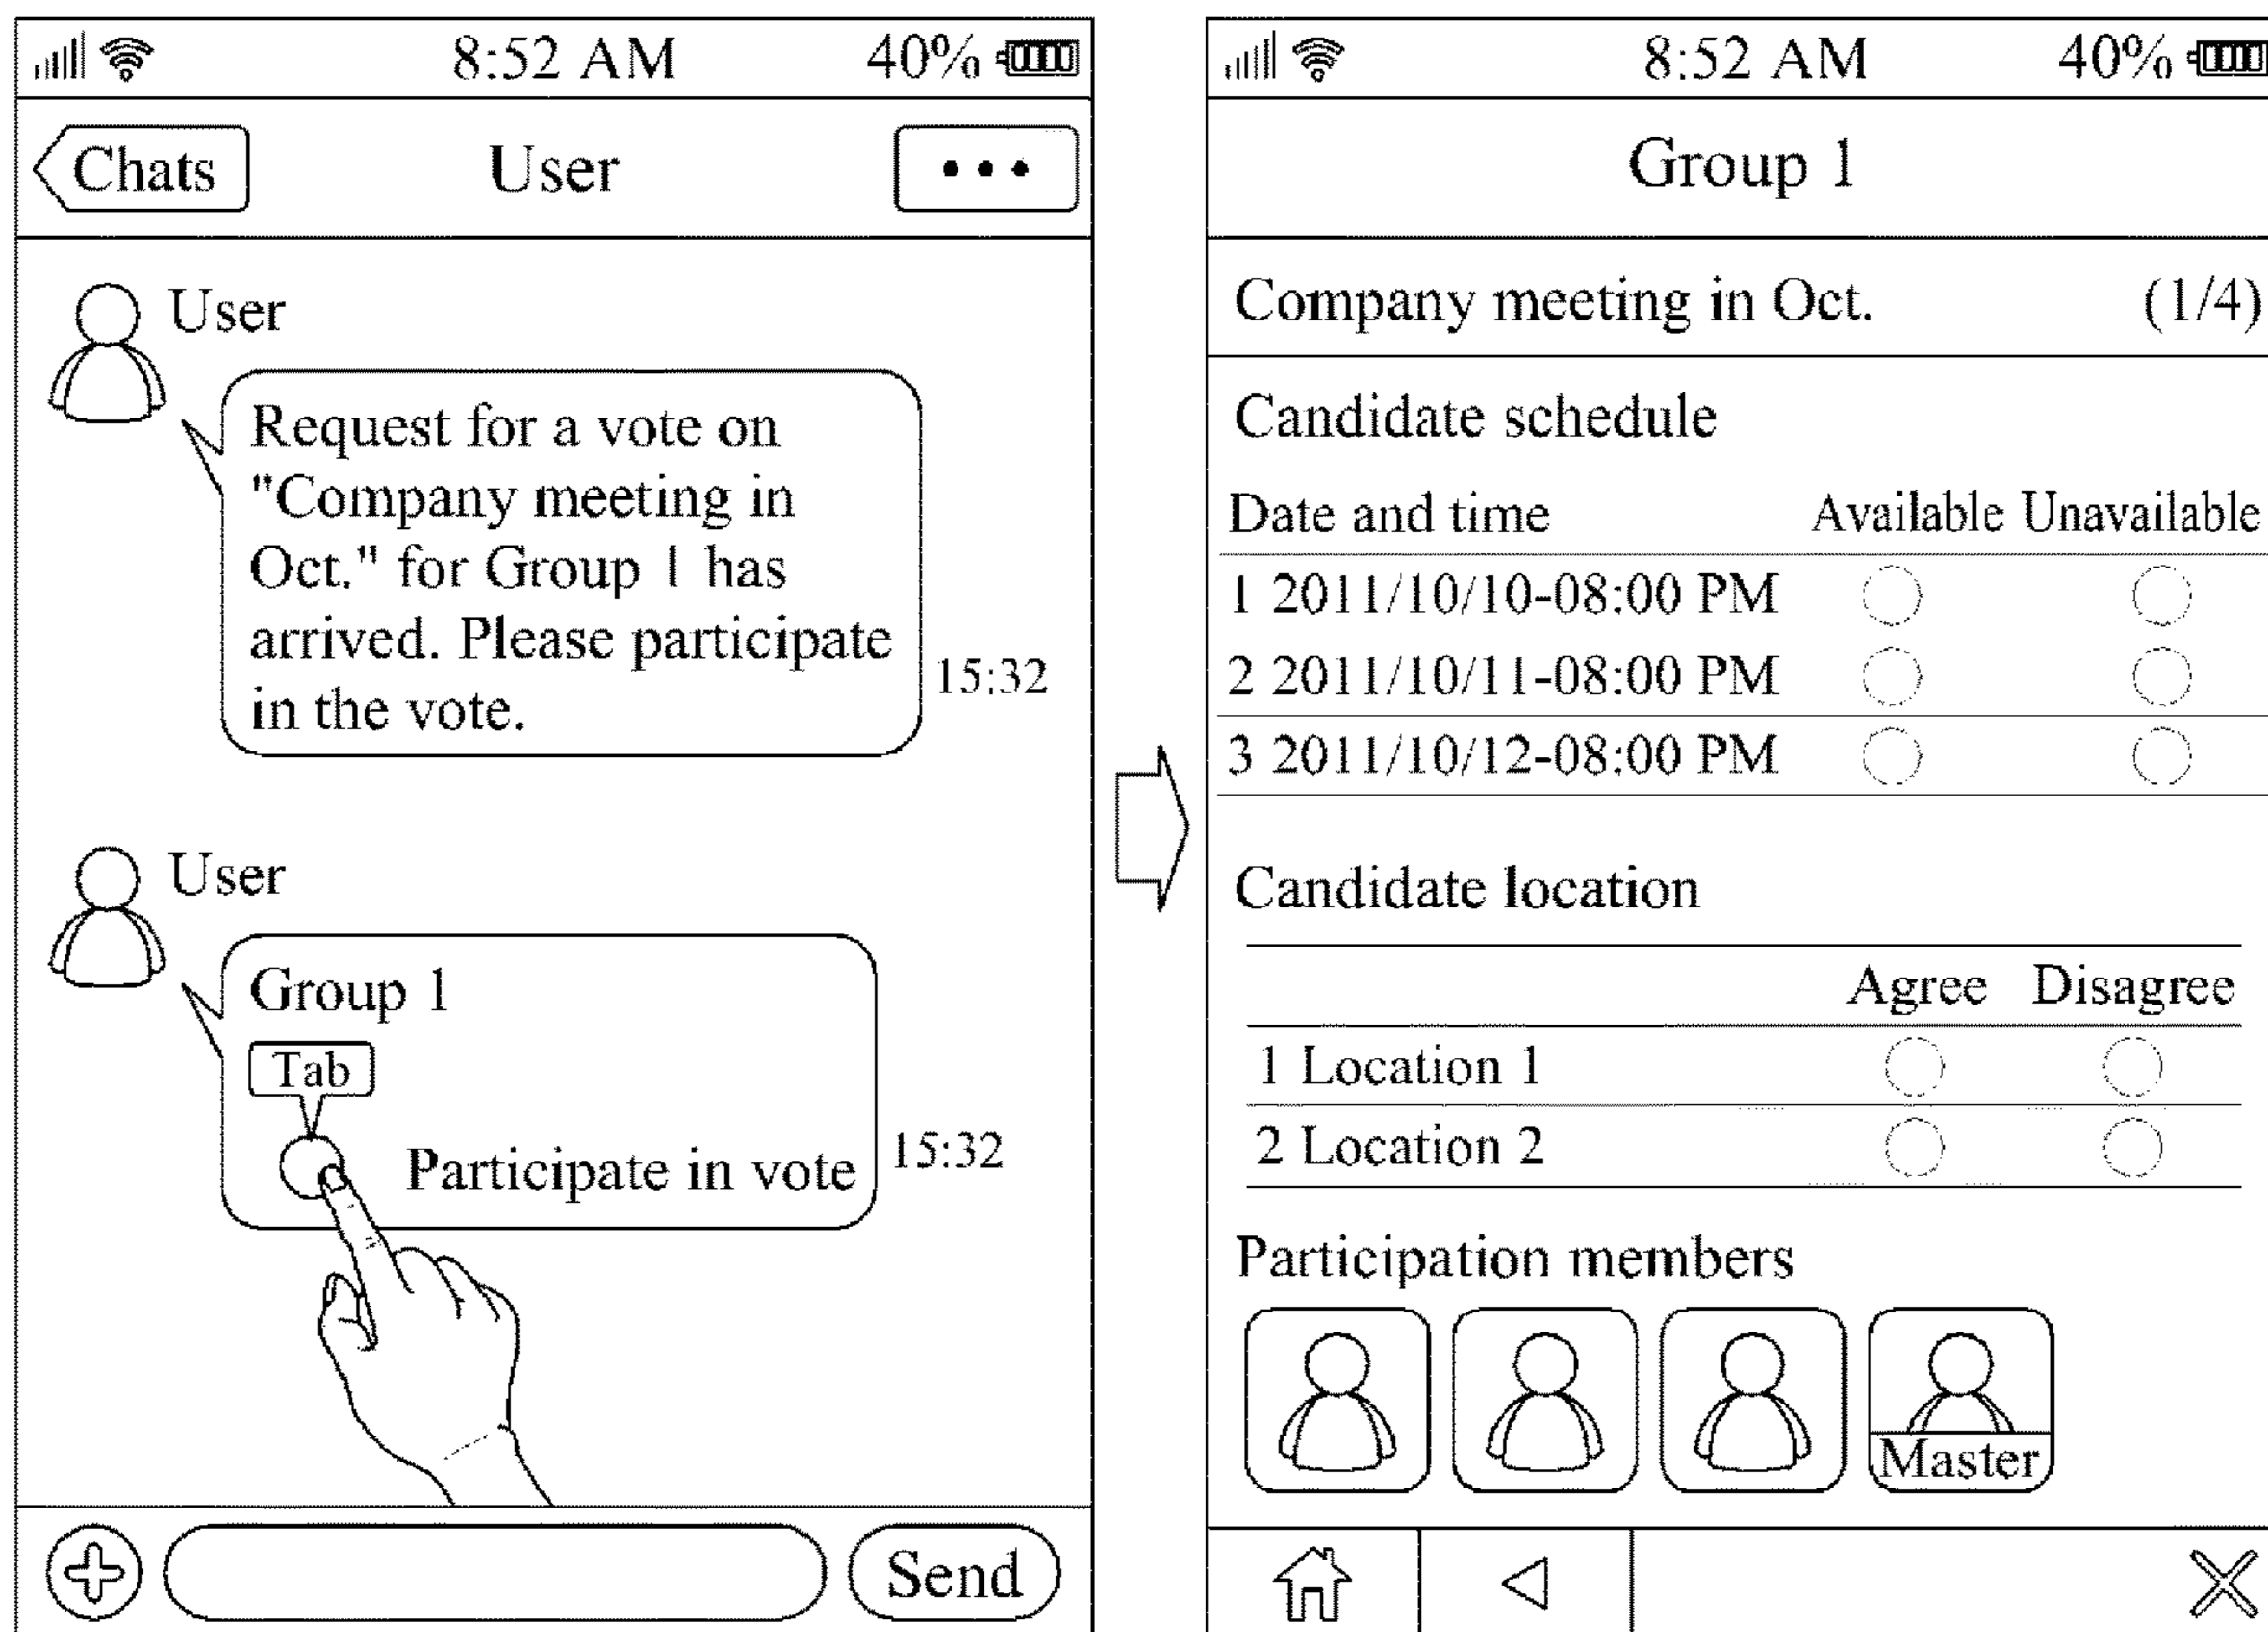 8:52 AM 40%
Chats User
User
Request for a vote on
"Company meeting in
Oct." for Group 1 has
arrived. Please participate
in the vote.
15:32
User
Group 1
Tab
Participate in vote
15:32
Send
8:52 AM 40%
Group 1
Company meeting in Oct. (1/4)
Candidate schedule
Date and time Available Unavailable
1 2011/10/10-08:00 PM
2 2011/10/11-08:00 PM
3 2011/10/12-08:00 PM
Candidate location
Agree Disagree
1 Location 1
2 Location 2
Participation members
Master